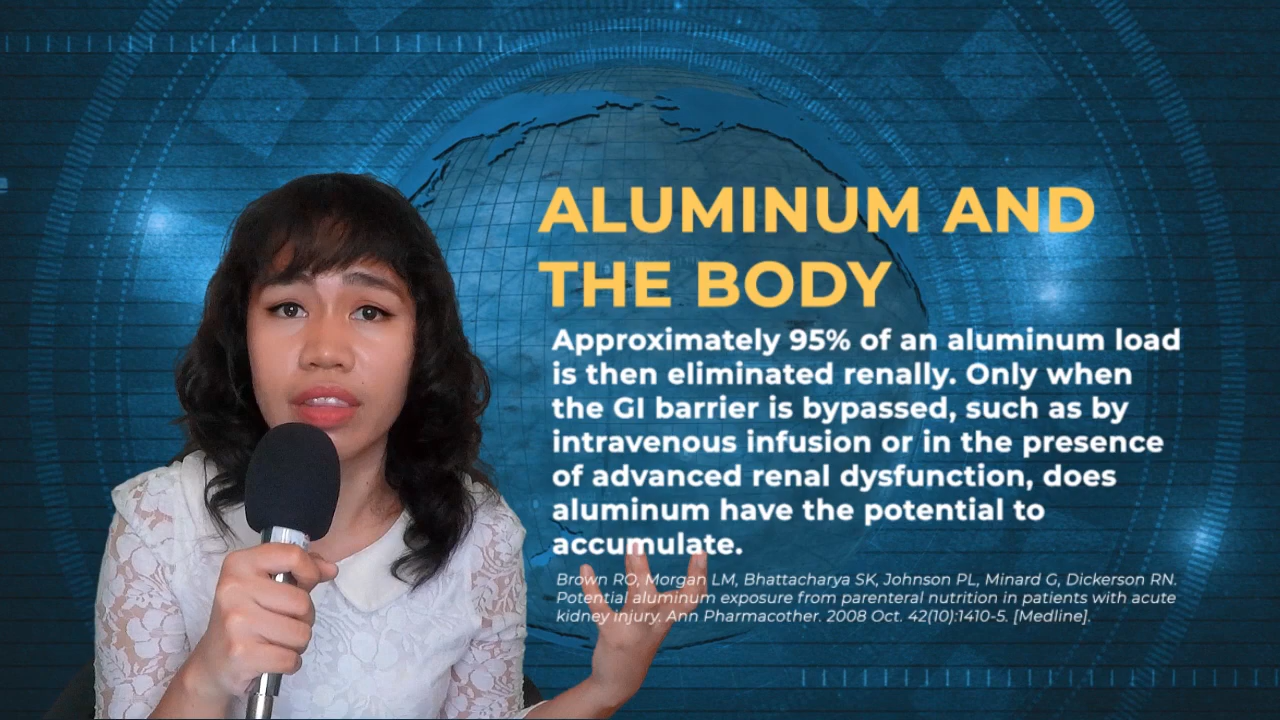 ALUMINUM AND
THE BODY
Approximately 95% of an aluminum load
is then eliminated renally. Only when
the GI barrier is bypassed, such as by
intravenous infusion or in the presence
of advanced renal dysfunction, does
aluminum have the potential to
accumulate.
Brown RO, Morgan LM, Bhattacharya SK, Johnson PL, Minard G, Dickerson RN.
Potential aluminum exposure from parenteral nutrition in patients with acute
kidney injury. Ann Pharmacother. 2008 Oct. 42(10):1410-5. [Medline].